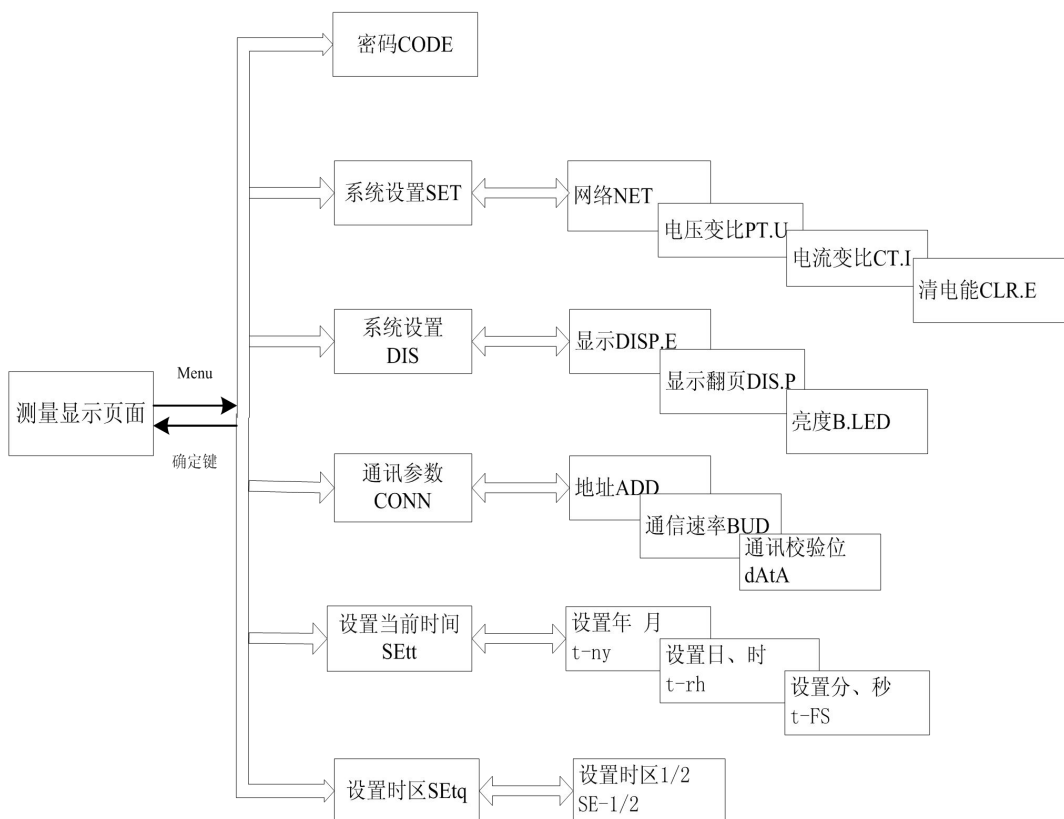 密码CODE
系统设置SET
网络NET
电压变比PT.U
电流变比CT.I
清电能CLR.E
系统设置
DIS
显示DISP.E
显示翻页DIS.P
亮度B.LED
测量显示页面
Menu
确定键
通讯参数
CONN
地址ADD
通信速率BUD
通讯校验位
dAtA
设置当前时间
SEtt
设置年 月
t-ny
设置日、时
t-rh
设置分、秒
t-FS
设置时区SEtq
设置时区1/2
SE-1/2